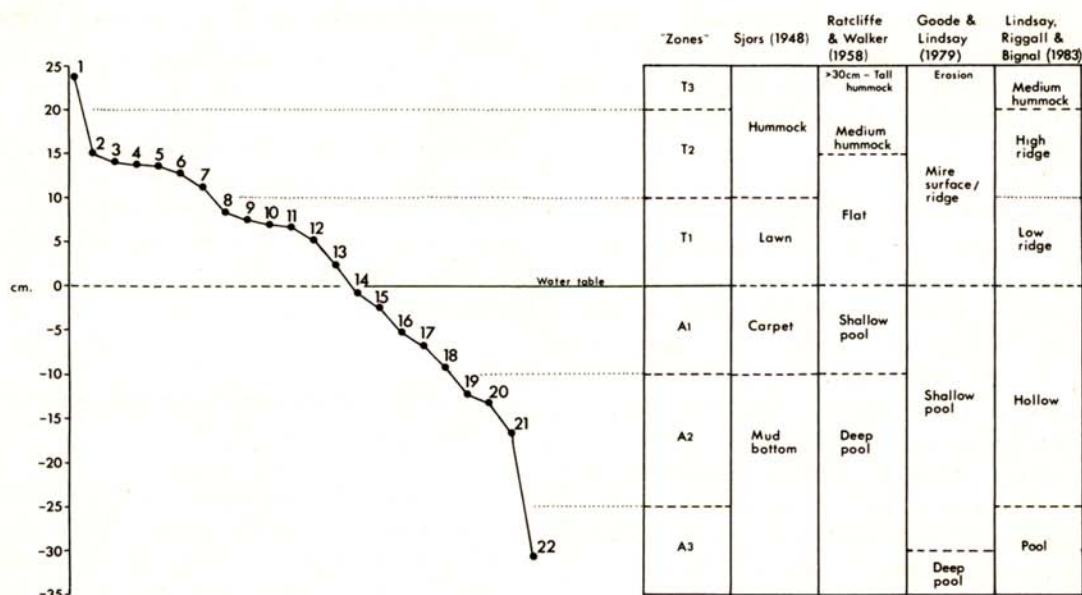 "Zones"
Sjors (1948)
Ratcliffe
& Walker
(1958)
Goode &
Lindsay
(1979)
Lindsay,
Riggall &
Bignal (1983)
25
20
15
10
5
cm.
0
-5
-10
-15
-20
-25
-30
-35
1
2
3
4
5
6
7
8
9
10
11
12
13
14
15
16
17
18
19
20
21
22
Water table
T3
T2
T1
A1
A2
A3
Hummock
Lawn
Carpet
Mud
bottom
>30cm – Tall
hummock
Medium
hummock
Flat
Shallow
pool
Deep
pool
Erosion
Mire
surface/
ridge
Shallow
pool
Deep
pool
Medium
hummock
High
ridge
Low
ridge
Hollow
Pool